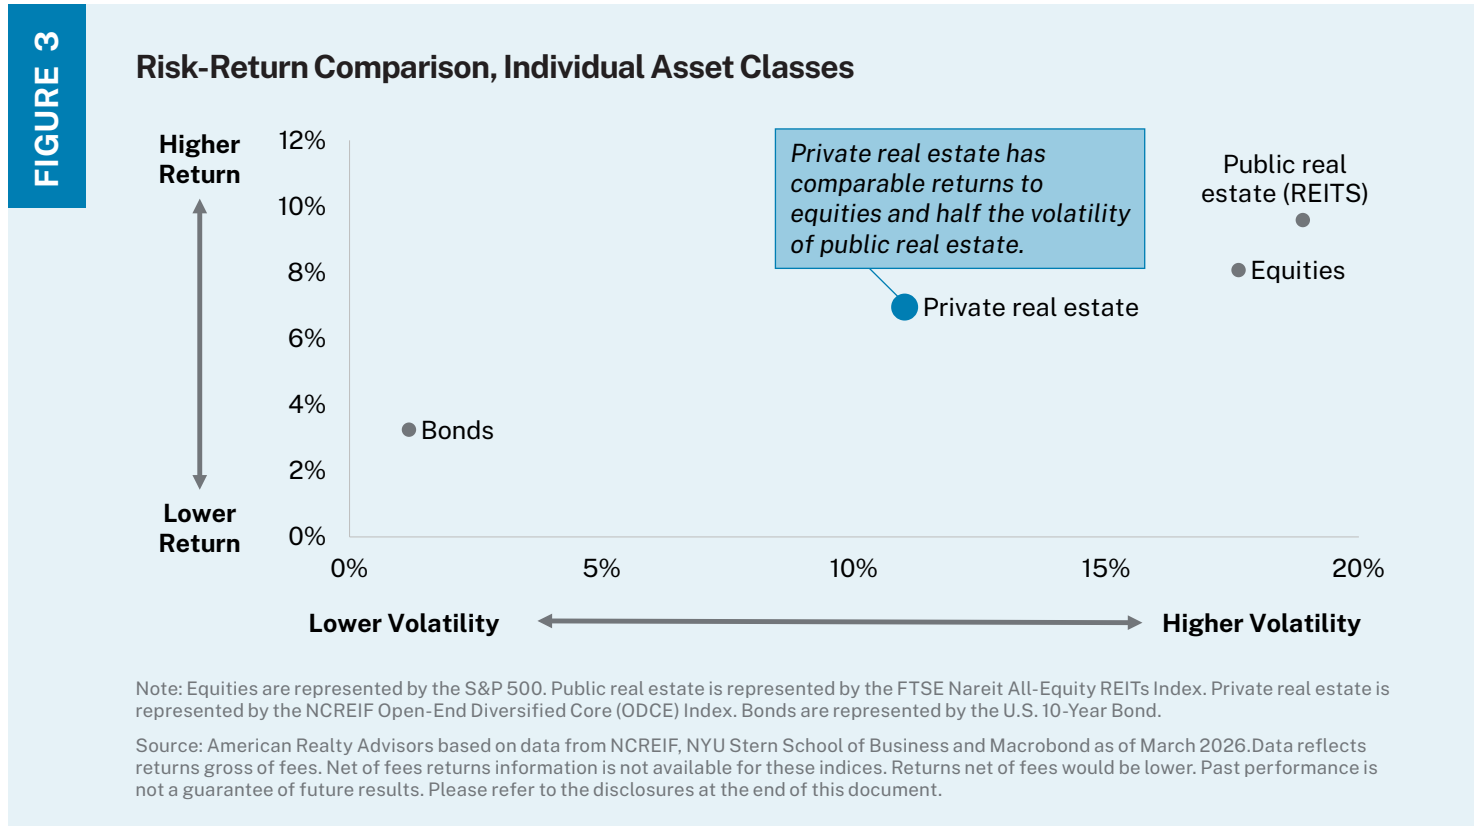 FIGURE 3
Risk-Return Comparison, Individual Asset Classes
Higher
Return
Lower
Return
12%
10%
8%
6%
4%
2%
0%
Private real estate has
comparable returns to
equities and half the volatility
of public real estate.
Public real
estate (REITS)
Equities
Private real estate
Bonds
0%
5%
10%
15%
20%
Lower Volatility
Higher Volatility
Note: Equities are represented by the S&P 500. Public real estate is represented by the FTSE Nareit All-Equity REITs Index. Private real estate is
represented by the NCREIF Open-End Diversified Core (ODCE) Index. Bonds are represented by the U.S. 10-Year Bond.
Source: American Realty Advisors based on data from NCREIF, NYU Stern School of Business and Macrobond as of March 2026.Data reflects
returns gross of fees. Net of fees returns information is not available for these indices. Returns net of fees would be lower. Past performance is
not a guarantee of future results. Please refer to the disclosures at the end of this document.